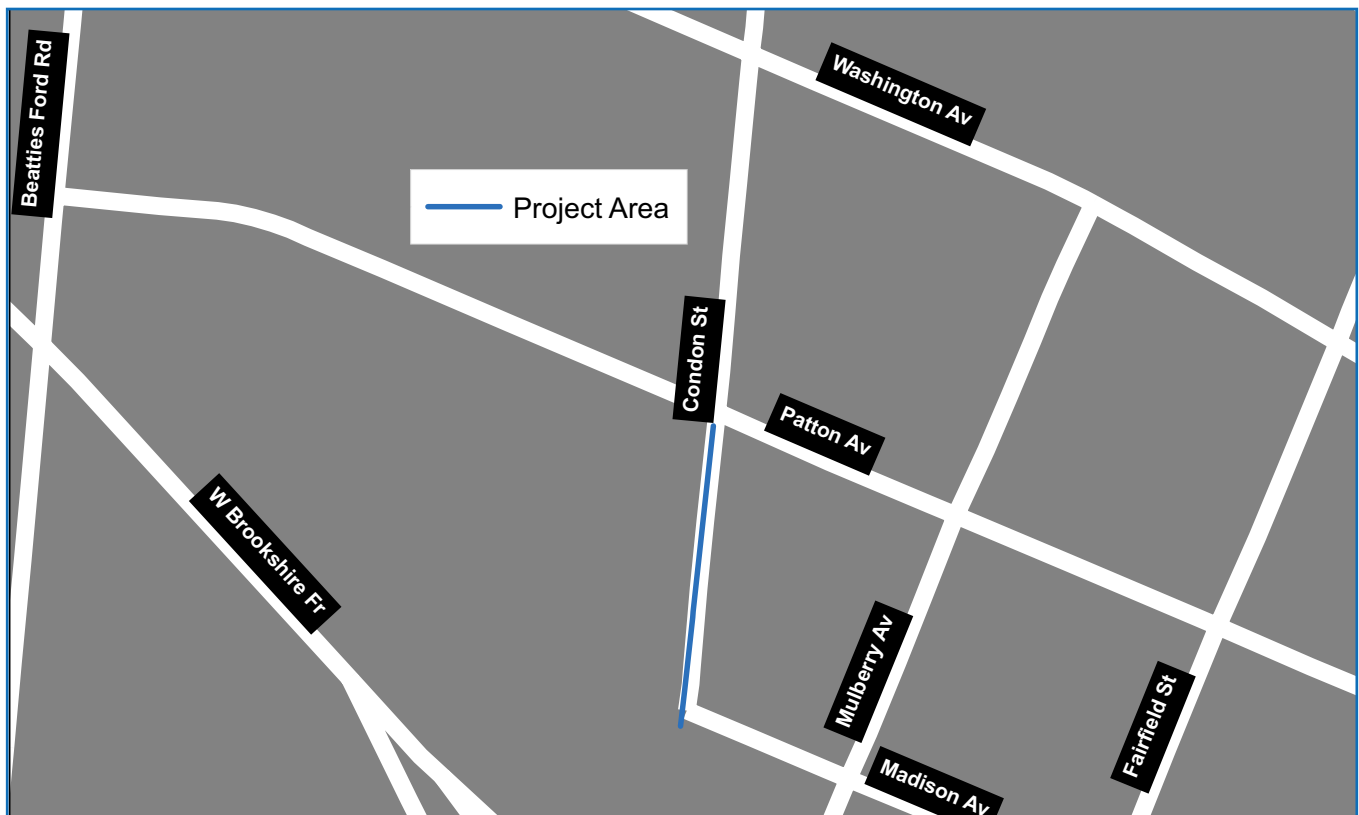 Beatties Ford Rd
Washington Av
Project Area
Condon St
Patton Av
W Brookshire Fr
Mulberry Av
Fairfield St
Madison Av